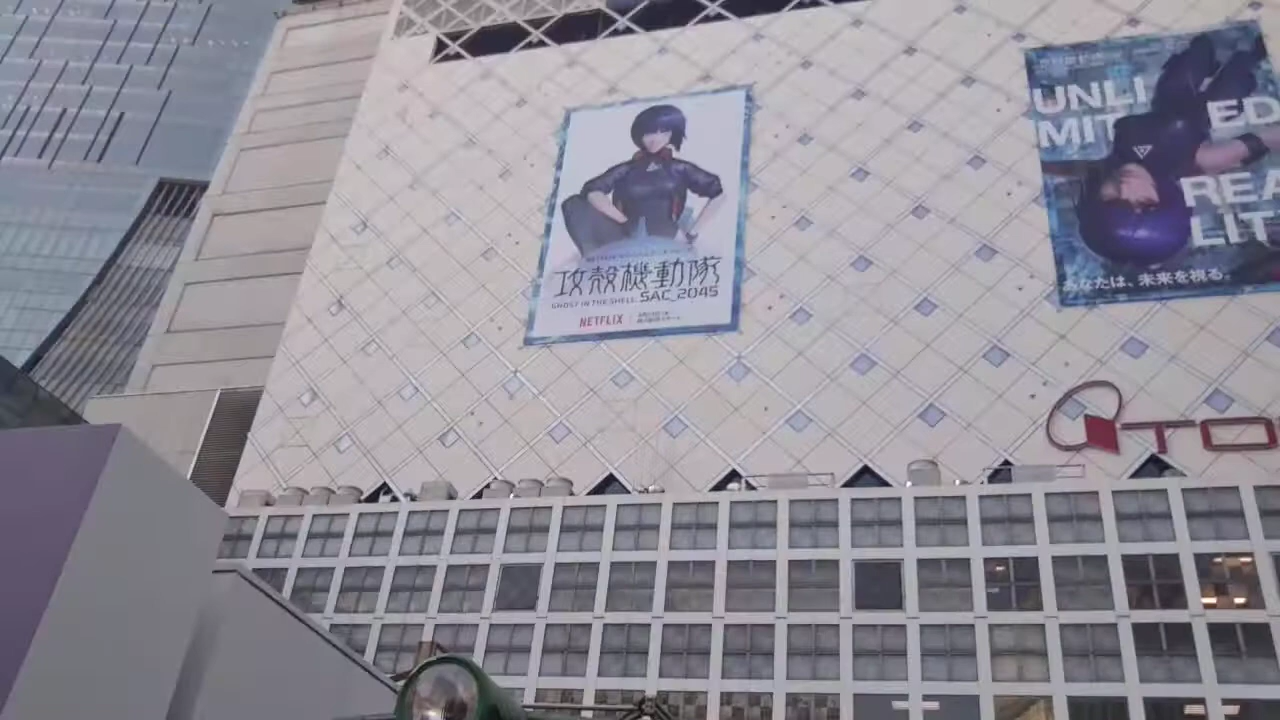 攻殻機動隊
GHOST IN THE SHELL SAC_2045
NETFLIX
UNLI
MIT
ED
REA
LIT
あなたは、未来を視る。
TO